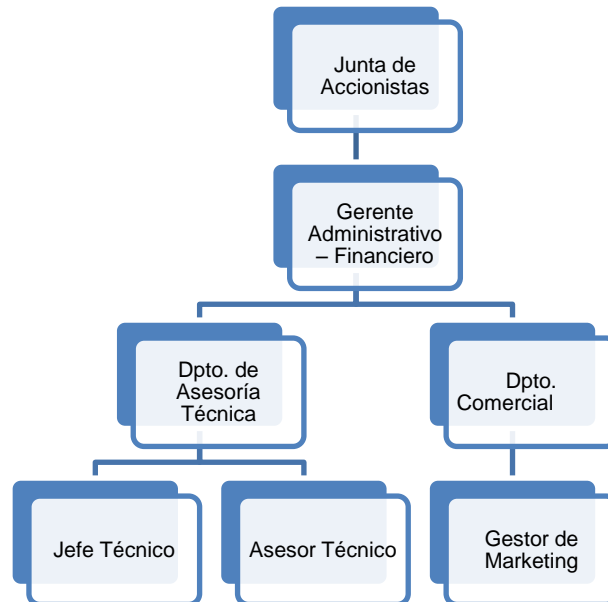 Junta de
Accionistas
Gerente
Administrativo
– Financiero
Dpto. de
Asesoría
Técnica
Dpto.
Comercial
Jefe Técnico
Asesor Técnico
Gestor de
Marketing